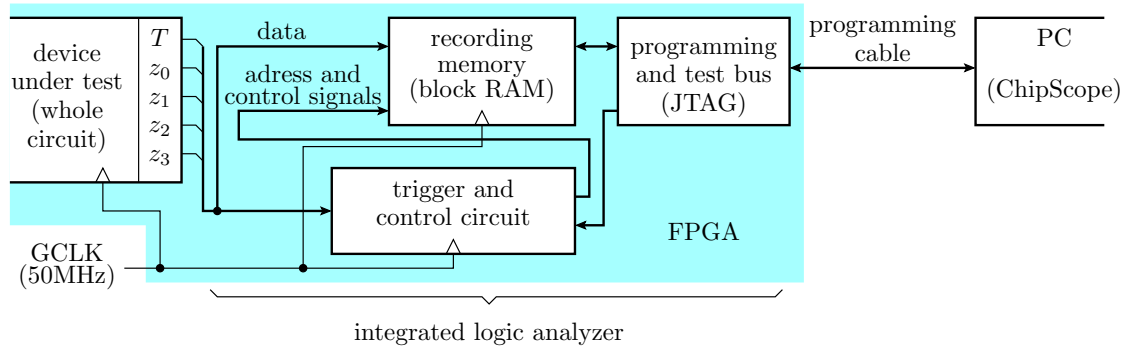 device
under test
(whole
circuit)
T
z0
z1
z2
z3
data
adress and
control signals
recording
memory
(block RAM)
programming
and test bus
(JTAG)
programming
cable
PC
(ChipScope)
trigger and
control circuit
FPGA
GCLK
(50MHz)
integrated logic analyzer